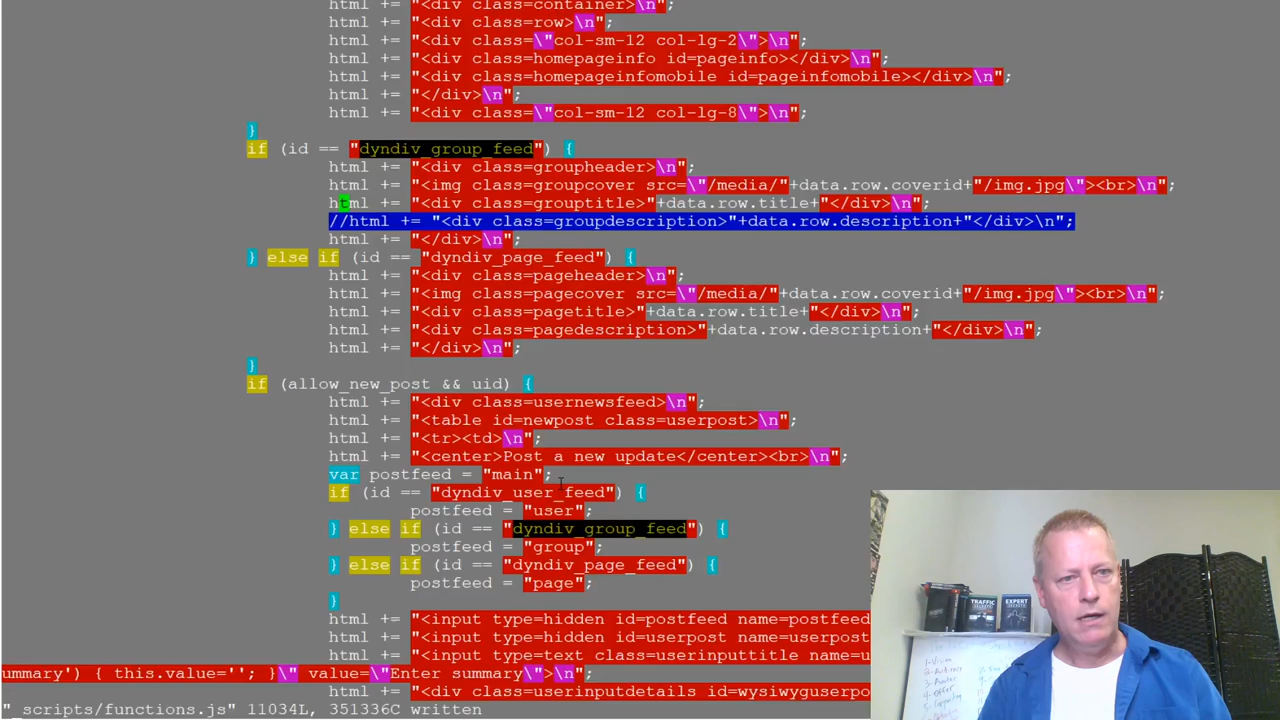 html += "<div class=container>\n";
html += "<div class=row>\n";
html += "<div class=\"col-sm-12 col-lg-2\">\n";
html += "<div class=homepageinfo id=pageinfo></div>\n";
html += "<div class=homepageinfomobile id=pageinfomobile></div>\n";
html += "</div>\n";
html += "<div class=\"col-sm-12 col-lg-8\">\n";
}
if (id == "dyndiv_group_feed") {
html += "<div class=groupheader>\n";
html += "<img class=groupcover src=\"/media/"+data.row.coverid+"/img.jpg\"><br>\n";
html += "<div class=grouptitle>"+data.row.title+"</div>\n";
//html += "<div class=groupdescription>"+data.row.description+"</div>\n";
html += "</div>\n";
} else if (id == "dyndiv_page_feed") {
html += "<div class=pageheader>\n";
html += "<img class=pagecover src=\"/media/"+data.row.coverid+"/img.jpg\"><br>\n";
html += "<div class=pagetitle>"+data.row.title+"</div>\n";
html += "<div class=pagedescription>"+data.row.description+"</div>\n";
html += "</div>\n";
}
if (allow_new_post && uid) {
html += "<div class=usernewsfeed>\n";
html += "<table id=newpost class=userpost>\n";
html += "<tr><td>\n";
html += "<center>Post a new update</center><br>\n";
var postfeed = "main";
if (id == "dyndiv_user_feed") {
postfeed = "user";
} else if (id == "dyndiv_group_feed") {
postfeed = "group";
} else if (id == "dyndiv_page_feed") {
postfeed = "page";
}
html += "<input type=hidden id=postfeed name=postfeed
html += "<input type=hidden id=userpost name=userpost
html += "<input type=text class=userinputtitle name=u
ummary') { this.value=''; }\" value=\"Enter summary\">\n";
html += "<div class=userinputdetails id=wysiwyguserpo
"_scripts/functions.js" 11034L, 351336C written
TRAFFIC
SECRETS
EXPERT
SECRETS
1-Vision